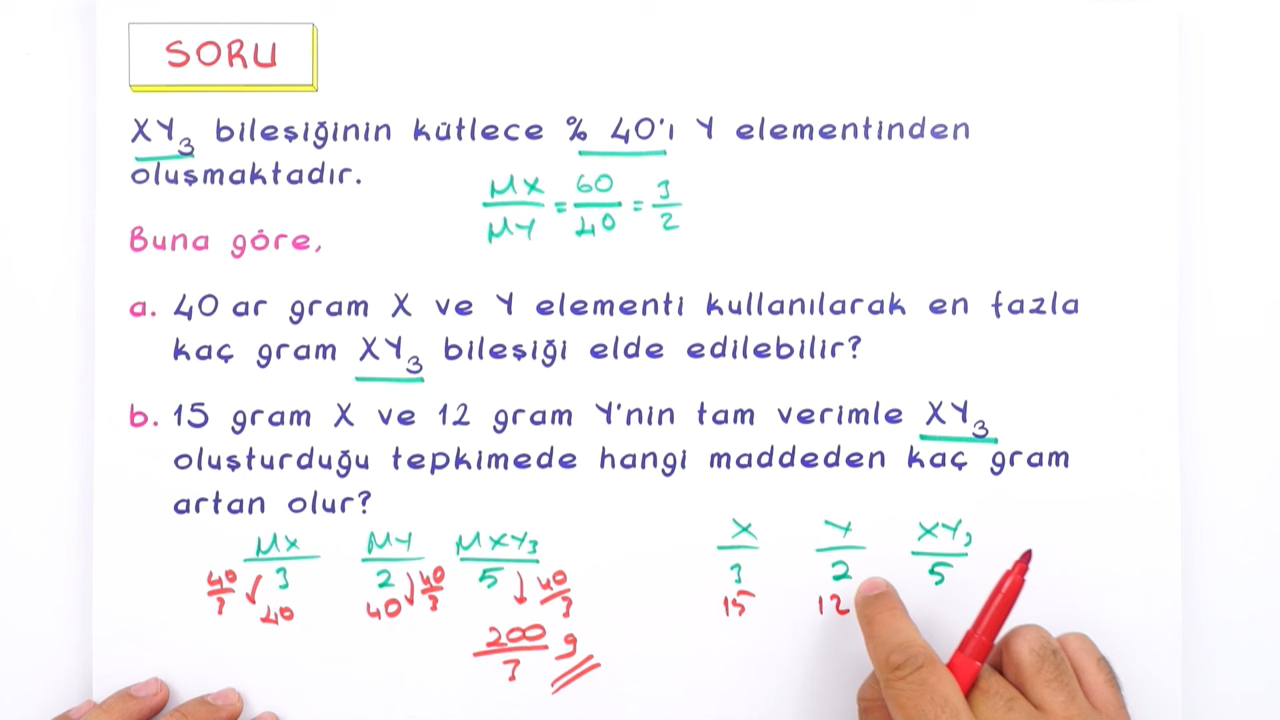 SORU
XY₃ bileşiğinin kütlece % 40'ı Y elementinden
oluşmaktadır.
MX/MY = 60/40 = 3/2
Buna göre,
a. 40 ar gram X ve Y elementi kullanılarak en fazla
kaç gram XY₃ bileşiği elde edilebilir?
b. 15 gram X ve 12 gram Y'nin tam verimle XY₃
oluşturduğu tepkimede hangi maddeden kaç gram
artan olur?
MX MY MXY₃
3 2 5
40/3 40 40 40/3 40/3
200/3 g
X Y XY₃
3 2 5
15 12